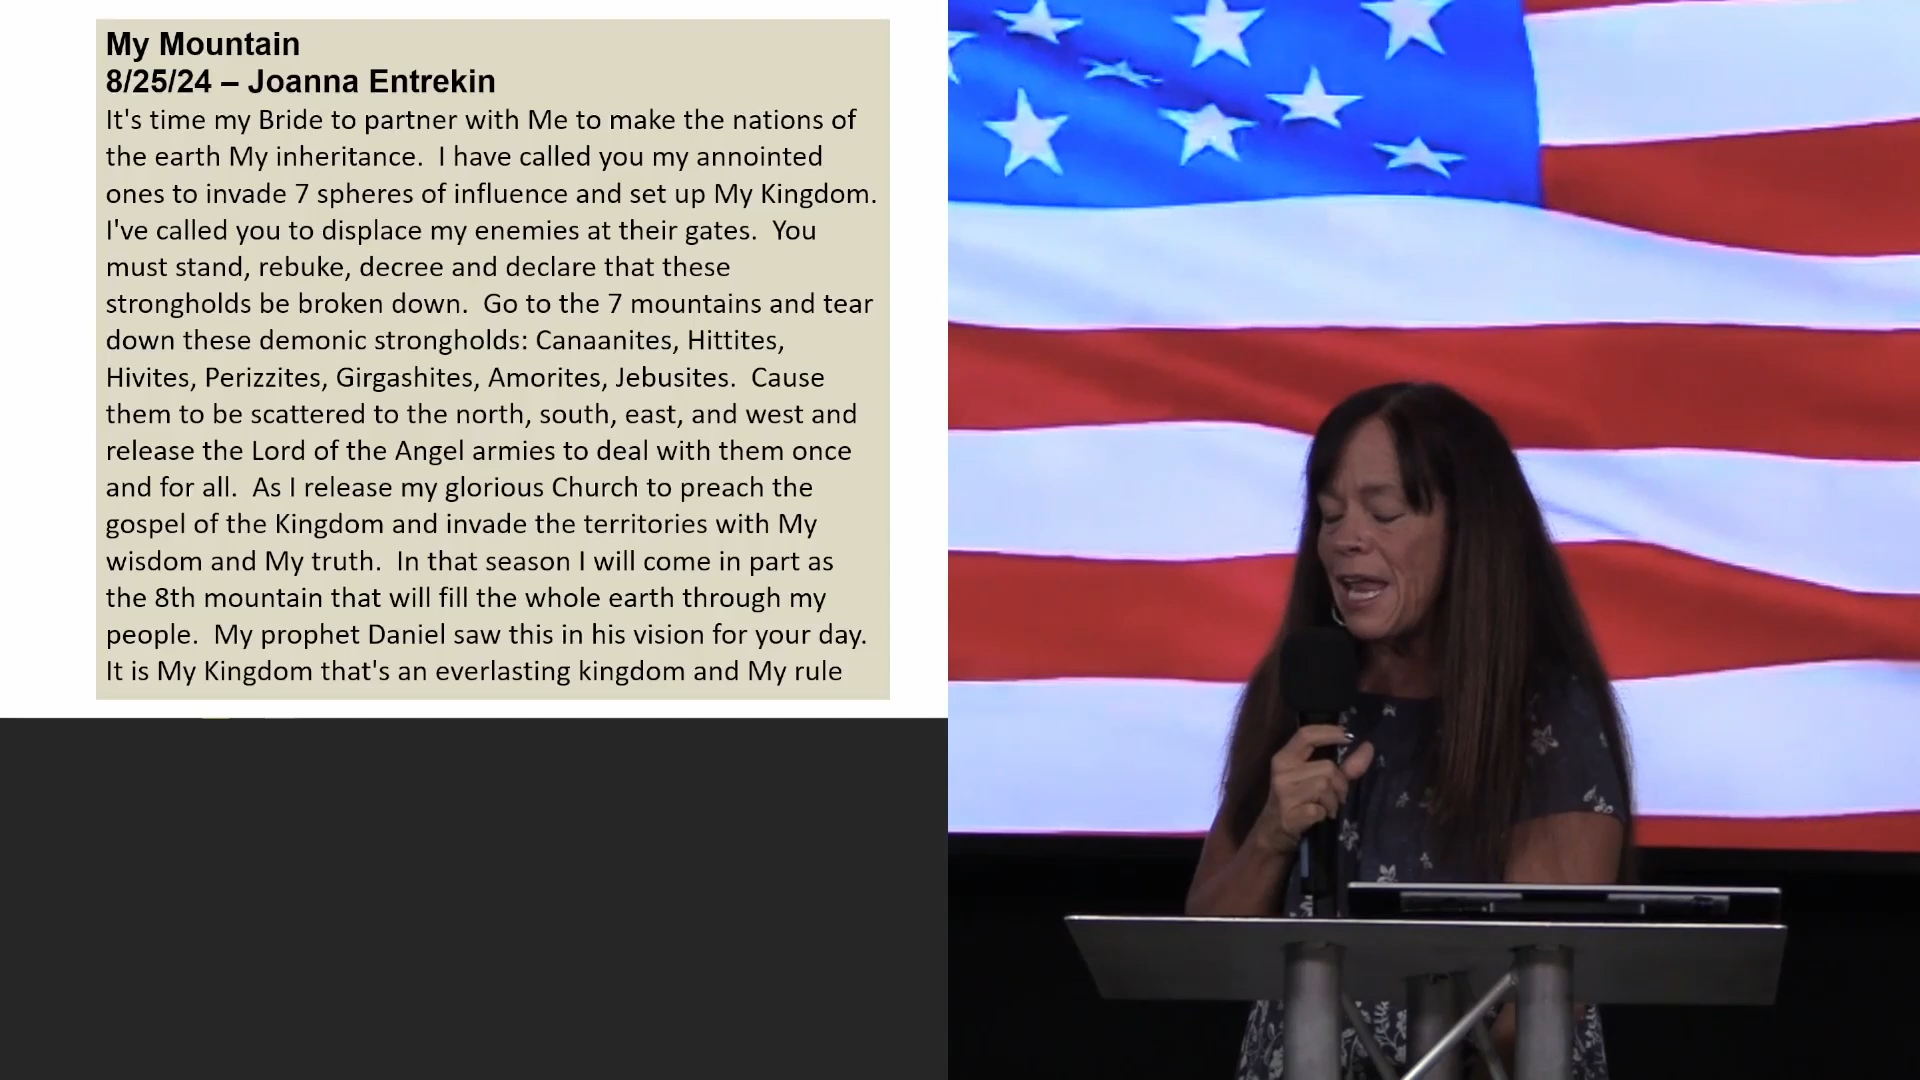 My Mountain
8/25/24 – Joanna Entrekin
It's time my Bride to partner with Me to make the nations of
the earth My inheritance.  I have called you my annointed
ones to invade 7 spheres of influence and set up My Kingdom.
I've called you to displace my enemies at their gates.  You
must stand, rebuke, decree and declare that these
strongholds be broken down.  Go to the 7 mountains and tear
down these demonic strongholds: Canaanites, Hittites,
Hivites, Perizzites, Girgashites, Amorites, Jebusites.  Cause
them to be scattered to the north, south, east, and west and
release the Lord of the Angel armies to deal with them once
and for all.  As I release my glorious Church to preach the
gospel of the Kingdom and invade the territories with My
wisdom and My truth.  In that season I will come in part as
the 8th mountain that will fill the whole earth through my
people.  My prophet Daniel saw this in his vision for your day.
It is My Kingdom that's an everlasting kingdom and My rule